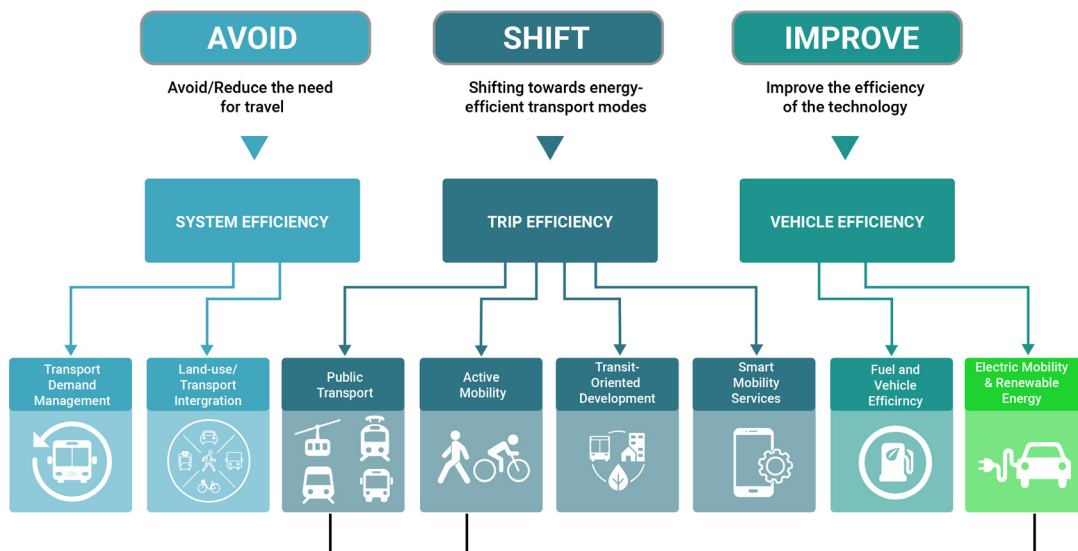 AVOID
SHIFT
IMPROVE
Avoid/Reduce the need
for travel
Shifting towards energy-
efficient transport modes
Improve the efficiency
of the technology
SYSTEM EFFICIENCY
TRIP EFFICIENCY
VEHICLE EFFICIENCY
Transport
Demand
Management
Land-use/
Transport
Intergration
Public
Transport
Active
Mobility
Transit-
Oriented
Development
Smart
Mobility
Services
Fuel and
Vehicle
Efficirncy
Electric Mobility
& Renewable
Energy